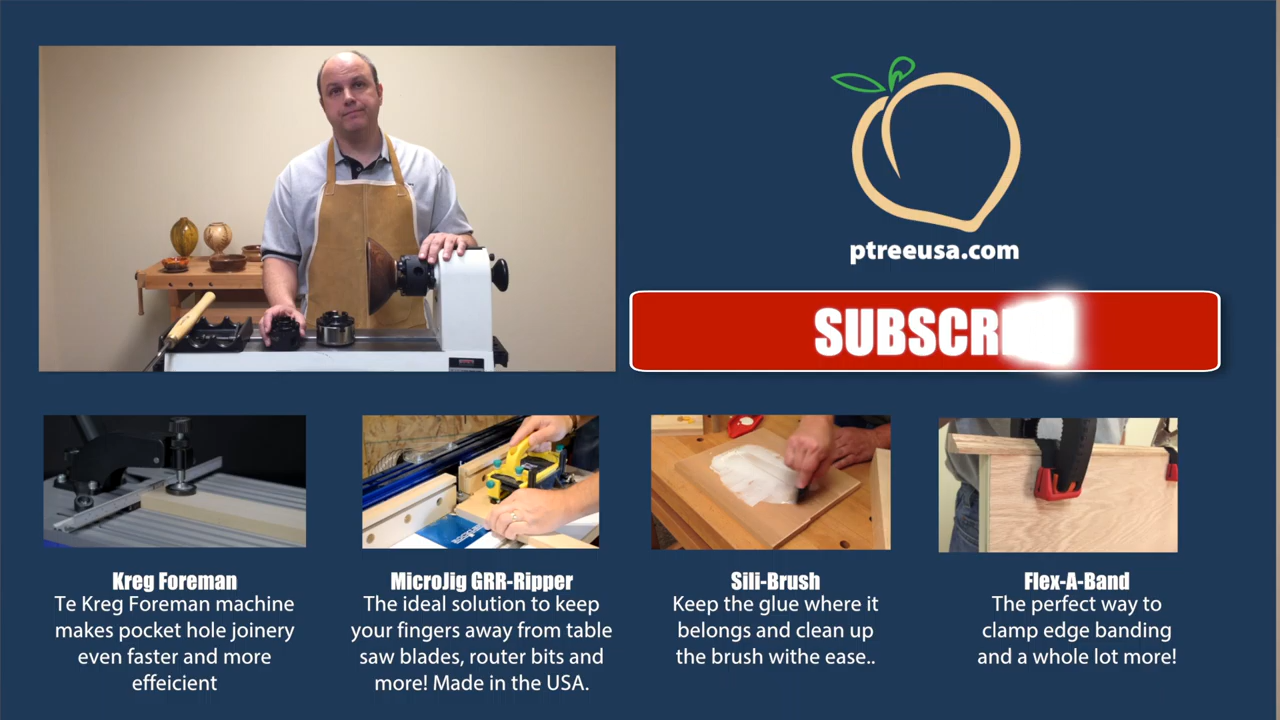 ptreeusa.com
SUBSCRI
Kreg Foreman
Te Kreg Foreman machine
makes pocket hole joinery
even faster and more
effeicient
MicroJig GRR-Ripper
The ideal solution to keep
your fingers away from table
saw blades, router bits and
more! Made in the USA.
Sili-Brush
Keep the glue where it
belongs and clean up
the brush withe ease..
Flex-A-Band
The perfect way to
clamp edge banding
and a whole lot more!